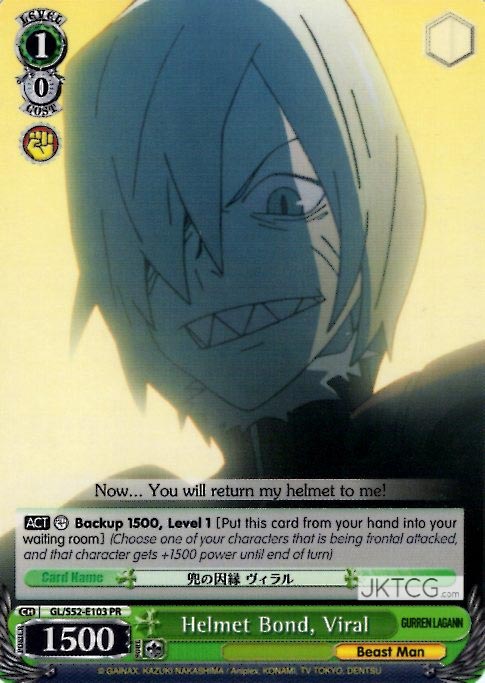 LEVEL
1
0
COST
Now... You will return my helmet to me!
ACT Backup 1500, Level 1 [Put this card from your hand into your
waiting room] (Choose one of your characters that is being frontal attacked,
and that character gets +1500 power until end of turn)
Card Name 兜の因縁 ヴィラル
JKTCG.com
CH GL/S52-E103 PR
POWER 1500 SOUL Helmet Bond, Viral GURREN LAGANN
Beast Man
© GAINAX, KAZUKI NAKASHIMA / Aniplex, KONAMI, TV TOKYO, DENTSU